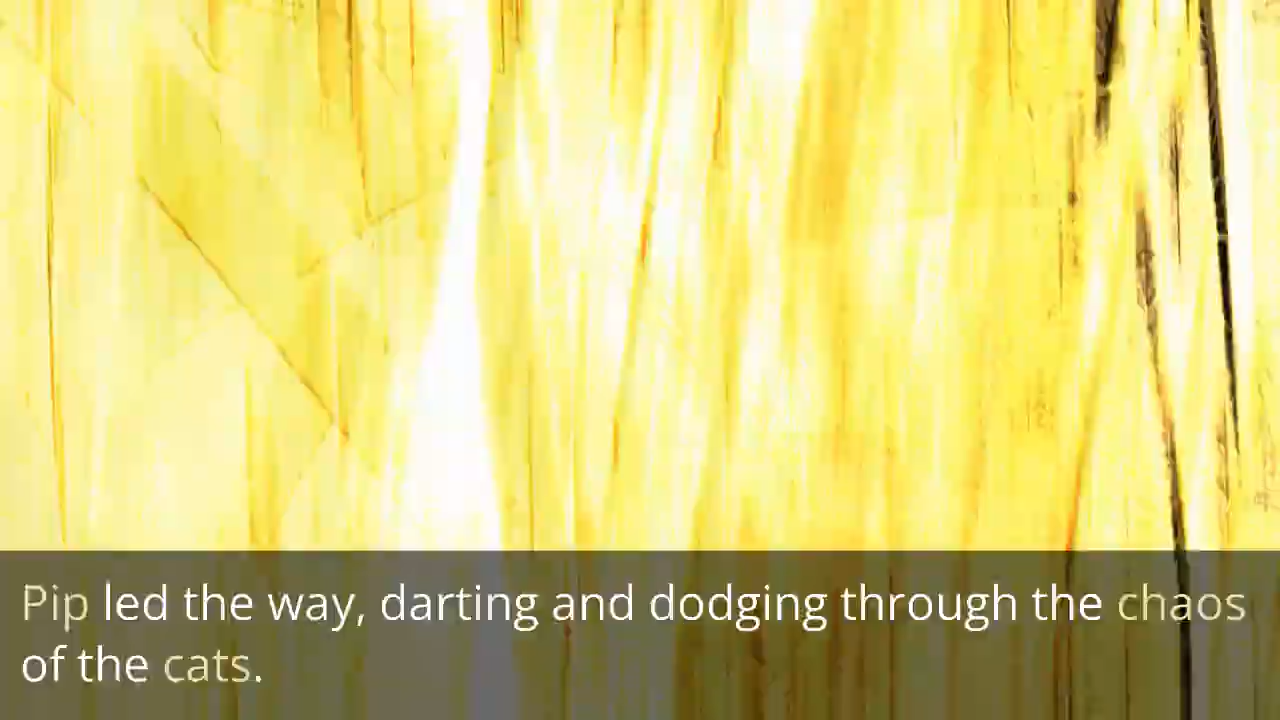 Pip led the way, darting and dodging through the chaos
of the cats.